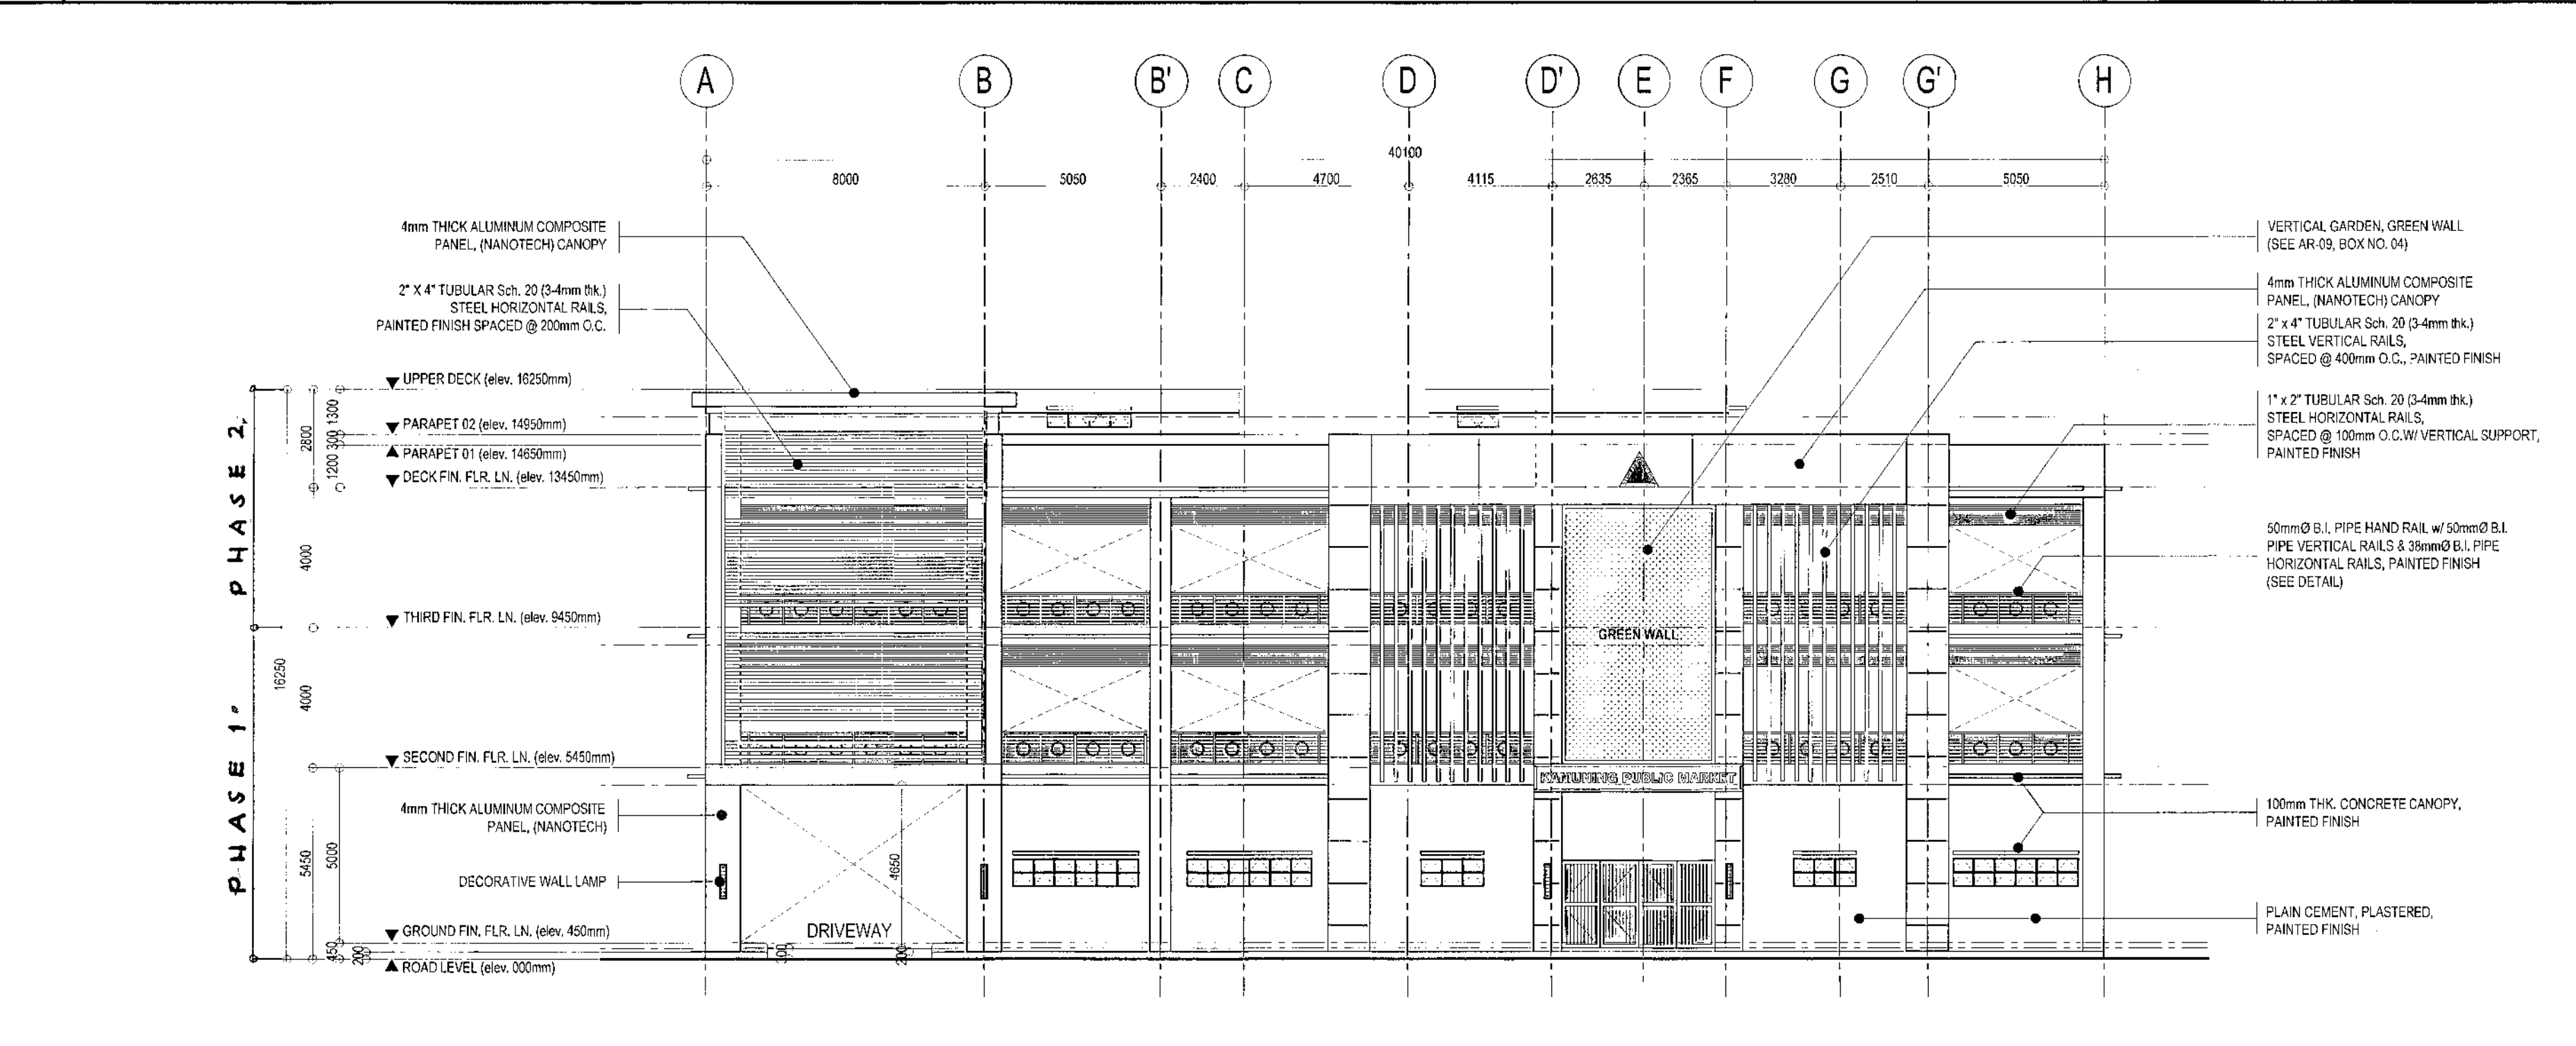 A B B' C D D' E F G G' H
40100
8000 5050 2400 4700 4115 2635 2365 3280 2510 5050
4mm THICK ALUMINUM COMPOSITE
PANEL, (NANOTECH) CANOPY
2" X 4" TUBULAR Sch. 20 (3-4mm thk.)
STEEL HORIZONTAL RAILS,
PAINTED FINISH SPACED @ 200mm O.C.
UPPER DECK (elev. 16250mm)
PARAPET 02 (elev. 14950mm)
PARAPET 01 (elev. 14650mm)
DECK FIN. FLR. LN. (elev. 13450mm)
THIRD FIN. FLR. LN. (elev. 9450mm)
SECOND FIN. FLR. LN. (elev. 5450mm)
4mm THICK ALUMINUM COMPOSITE
PANEL, (NANOTECH)
DECORATIVE WALL LAMP
GROUND FIN. FLR. LN. (elev. 450mm)
ROAD LEVEL (elev. 000mm)
PHASE 2
PHASE 1
16250
2800
4000
4000
5450
450
1300
300
1200
5000
200
4650
300
200
DRIVEWAY
GREEN WALL
KAMUNING PUBLIC MARKET
VERTICAL GARDEN, GREEN WALL
(SEE AR-09, BOX NO. 04)
4mm THICK ALUMINUM COMPOSITE
PANEL, (NANOTECH) CANOPY
2" x 4" TUBULAR Sch. 20 (3-4mm thk.)
STEEL VERTICAL RAILS,
SPACED @ 400mm O.C., PAINTED FINISH
1" x 2" TUBULAR Sch. 20 (3-4mm thk.)
STEEL HORIZONTAL RAILS,
SPACED @ 100mm O.C.W/ VERTICAL SUPPORT,
PAINTED FINISH
50mmØ B.I. PIPE HAND RAIL w/ 50mmØ B.I.
PIPE VERTICAL RAILS & 38mmØ B.I. PIPE
HORIZONTAL RAILS, PAINTED FINISH
(SEE DETAIL)
100mm THK. CONCRETE CANOPY,
PAINTED FINISH
PLAIN CEMENT, PLASTERED,
PAINTED FINISH